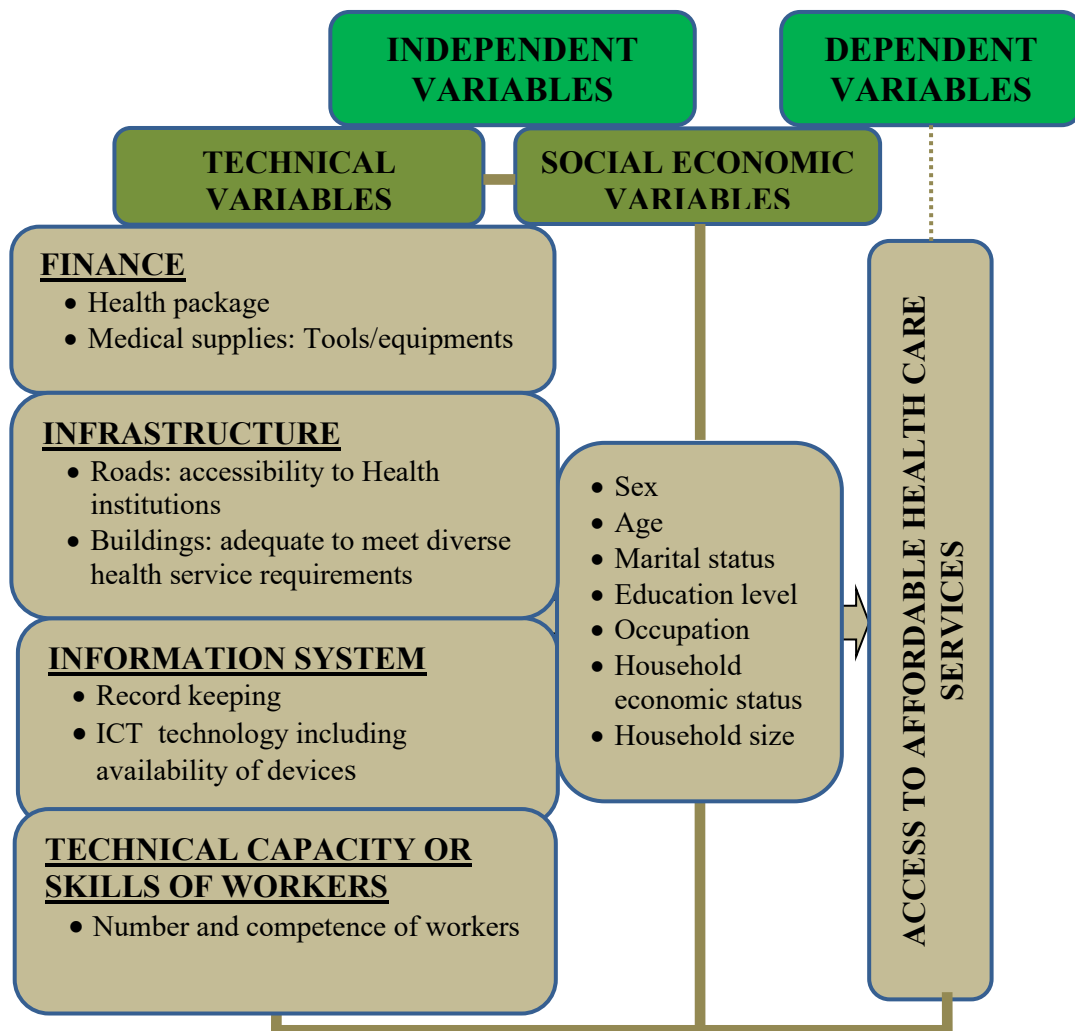 INDEPENDENT
VARIABLES
DEPENDENT
VARIABLES
TECHNICAL
VARIABLES
SOCIAL ECONOMIC
VARIABLES
FINANCE
• Health package
• Medical supplies: Tools/equipments
INFRASTRUCTURE
• Roads: accessibility to Health
institutions
• Buildings: adequate to meet diverse
health service requirements
INFORMATION SYSTEM
• Record keeping
• ICT technology including
availability of devices
TECHNICAL CAPACITY OR
SKILLS OF WORKERS
• Number and competence of workers
• Sex
• Age
• Marital status
• Education level
• Occupation
• Household
economic status
• Household size
ACCESS TO AFFORDABLE HEALTH CARE
SERVICES